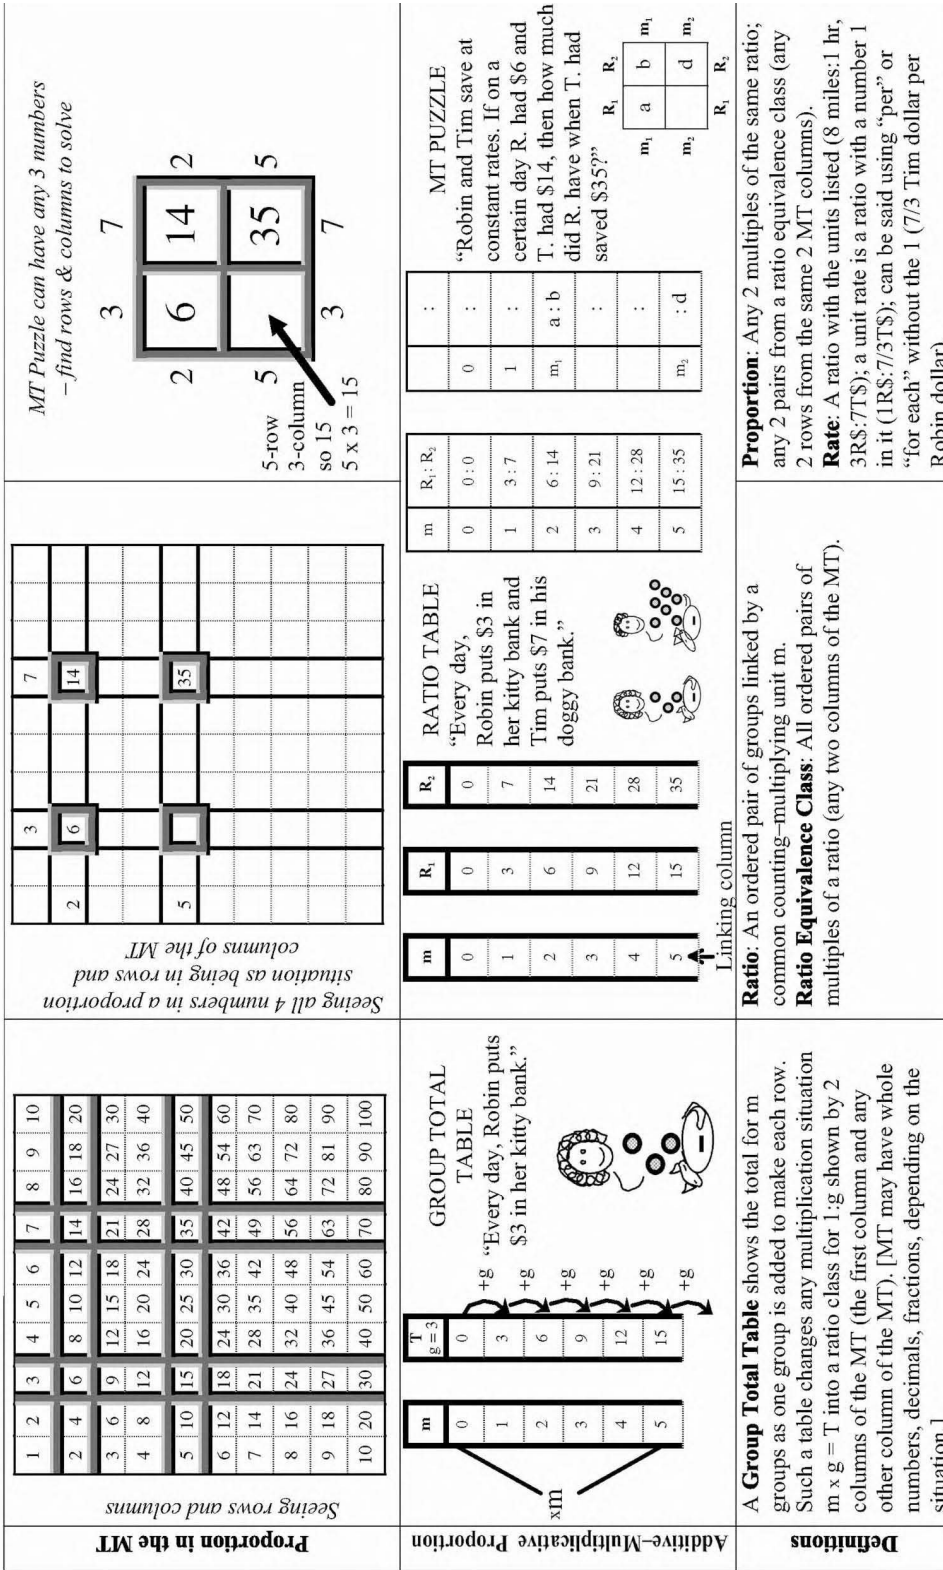 Proportion in the MT
Seeing rows and columns
1 2 3 4 5 6 7 8 9 10
2 4 6 8 10 12 14 16 18 20
3 6 9 12 15 18 21 24 27 30
4 8 12 16 20 24 28 32 36 40
5 10 15 20 25 30 35 40 45 50
6 12 18 24 30 36 42 48 54 60
7 14 21 28 35 42 49 56 63 70
8 16 24 32 40 48 56 64 72 80
9 18 27 36 45 54 63 72 81 90
10 20 30 40 50 60 70 80 90 100
Seeing all 4 numbers in a proportion
situation as being in rows and
columns of the MT
3 7
2 6 14
5 35
MT Puzzle can have any 3 numbers
– find rows & columns to solve
3 7
2 6 14 2
5 35 5
3 7
5-row
3-column
so 15
5 x 3 = 15
Additive–Multiplicative Proportion
xm
m
0
1
2
3
4
5
T
g = 3
0
3
6
9
12
15
+g
+g
+g
+g
+g
+g
GROUP TOTAL
TABLE
“Every day, Robin puts
$3 in her kitty bank.”
m R₁ R₂
0 0 0
1 3 7
2 6 14
3 9 21
4 12 28
5 15 35
Linking column
RATIO TABLE
“Every day,
Robin puts $3 in
her kitty bank and
Tim puts $7 in his
doggy bank.”
m R₁ : R₂
0 0 : 0
1 3 : 7
2 6 : 14
3 9 : 21
4 12 : 28
5 15 : 35
:
0 :
1 :
m₁ a : b
:
m₂ : d
MT PUZZLE
“Robin and Tim save at
constant rates. If on a
certain day R. had $6 and
T. had $14, then how much
did R. have when T. had
saved $35?”
R₁ R₂
m₁ a b m₁
m₂ d m₂
R₁ R₂
Definitions
A Group Total Table shows the total for m
groups as one group is added to make each row.
Such a table changes any multiplication situation
m x g = T into a ratio class for 1:g shown by 2
columns of the MT (the first column and any
other column of the MT). [MT may have whole
numbers, decimals, fractions, depending on the
situation.]
Ratio: An ordered pair of groups linked by a
common counting–multiplying unit m.
Ratio Equivalence Class: All ordered pairs of
multiples of a ratio (any two columns of the MT).
Proportion: Any 2 multiples of the same ratio;
any 2 pairs from a ratio equivalence class (any
2 rows from the same 2 MT columns).
Rate: A ratio with the units listed (8 miles:1 hr,
3R$:7T$); a unit rate is a ratio with a number 1
in it (1R$:7/3T$); can be said using “per” or
“for each” without the 1 (7/3 Tim dollar per
Robin dollar)